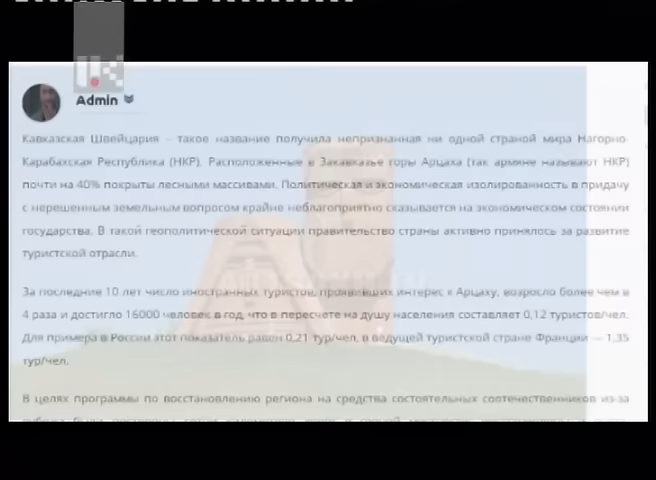 Admin
Кавказская Швейцария – такое название получила непризнанная ни одной страной мира Нагорно-
Карабахская Республика (НКР). Расположенные в Закавказье горы Арцаха (так армяне называют НКР)
почти на 40% покрыты лесными массивами. Политическая и экономическая изолированность в придачу
с нерешенным земельным вопросом крайне неблагоприятно сказывается на экономическом состоянии
государства. В такой геополитической ситуации правительство страны активно принялось за развитие
туристской отрасли.
За последние 10 лет число иностранных туристов, проявивших интерес к Арцаху, возросло более чем в
4 раза и достигло 16000 человек в год, что в пересчете на душу населения составляет 0,12 туристов/чел.
Для примера в России этот показатель равен 0,21 тур/чел, в ведущей туристской стране Франции — 1,35
тур/чел.
В целях программы по восстановлению региона на средства состоятельных соотечественников из-за